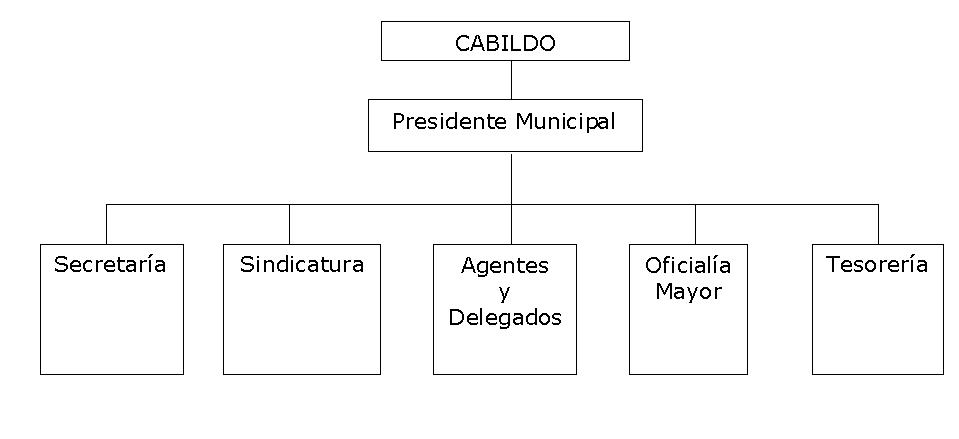 CABILDO
Presidente Municipal
Secretaría
Sindicatura
Agentes
y
Delegados
Oficialía
Mayor
Tesorería